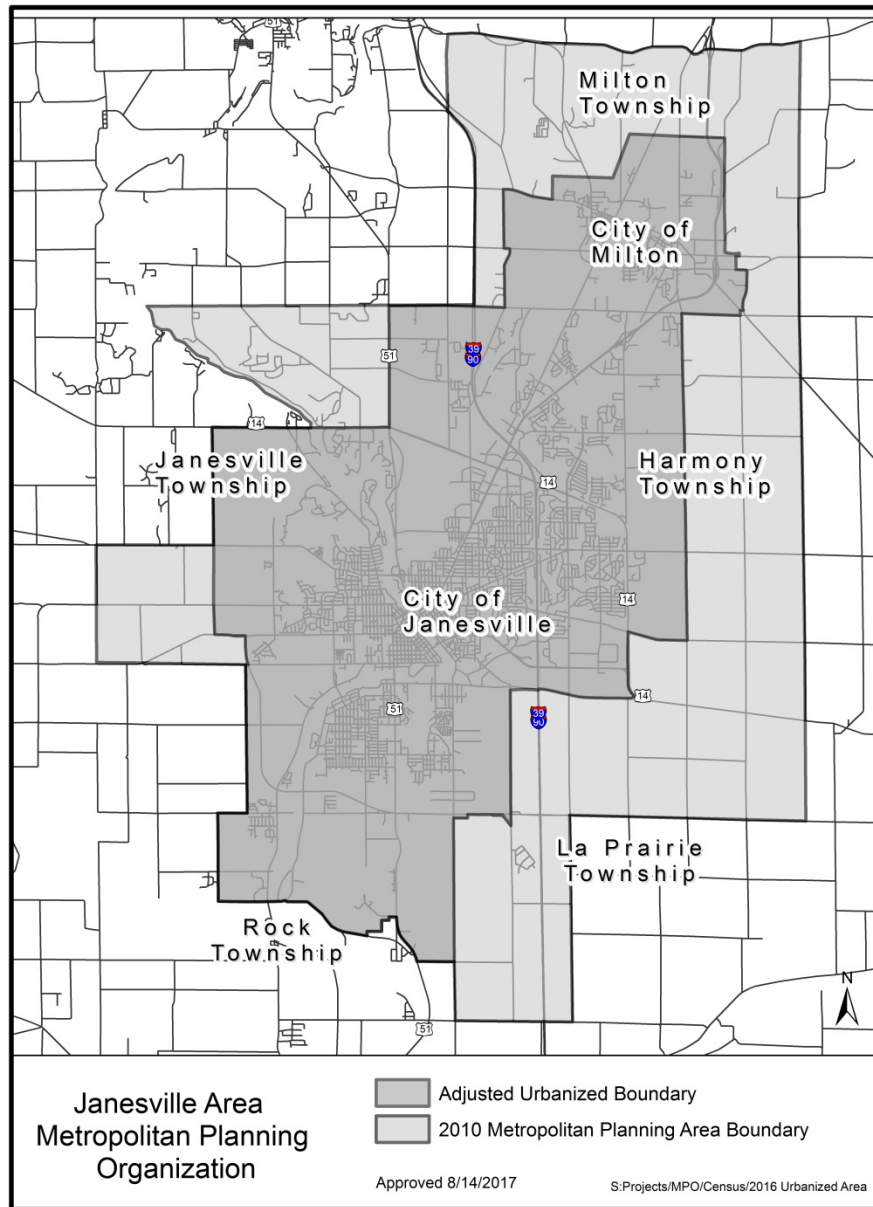 51
Milton
Township
City of
Milton
51
39
90
14
Janesville
Township
Harmony
Township
14
City of
Janesville
14
14
51
39
90
La Prairie
Township
Rock
Township
N
51
Janesville Area
Metropolitan Planning
Organization
Adjusted Urbanized Boundary
2010 Metropolitan Planning Area Boundary
Approved 8/14/2017
S:Projects/MPO/Census/2016 Urbanized Area